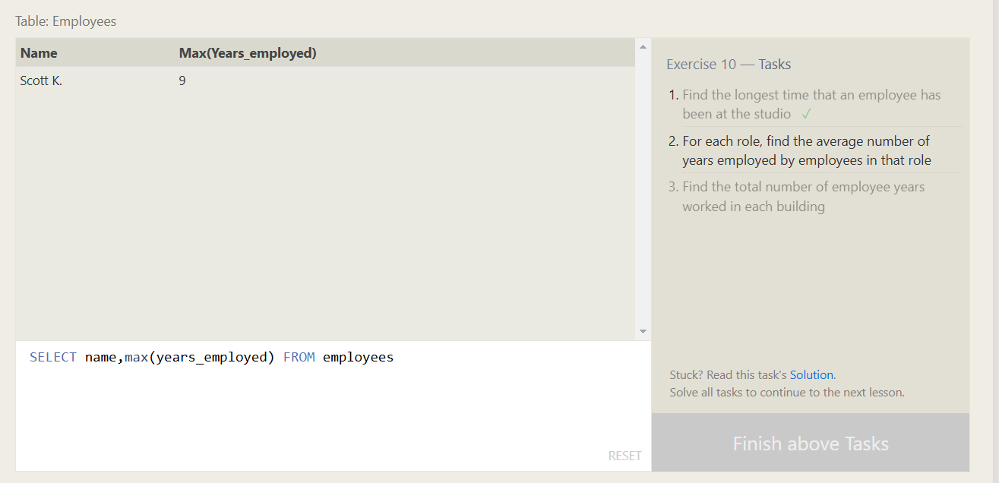 Table: Employees
Name Max(Years_employed)
Scott K. 9
SELECT name,max(years_employed) FROM employees
RESET
Exercise 10 — Tasks
1. Find the longest time that an employee has
been at the studio ✓
2. For each role, find the average number of
years employed by employees in that role
3. Find the total number of employee years
worked in each building
Stuck? Read this task's Solution.
Solve all tasks to continue to the next lesson.
Finish above Tasks